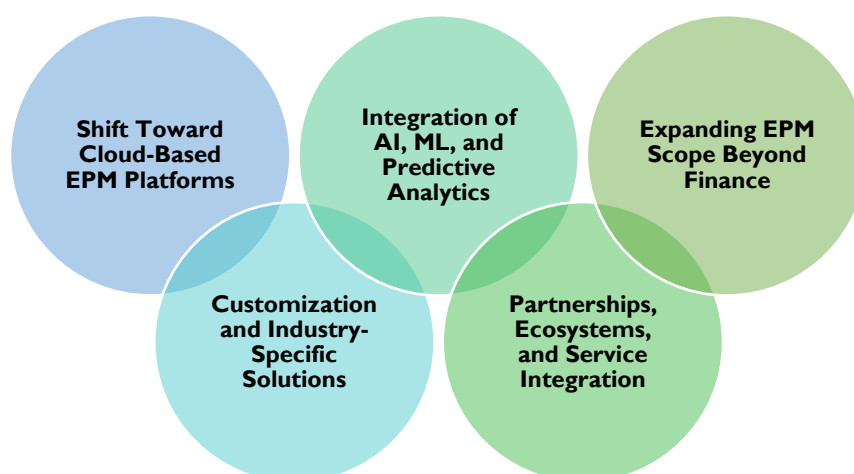 Shift Toward
Cloud-Based
EPM Platforms
Integration of
AI, ML, and
Predictive
Analytics
Expanding EPM
Scope Beyond
Finance
Customization
and Industry-
Specific
Solutions
Partnerships,
Ecosystems,
and Service
Integration